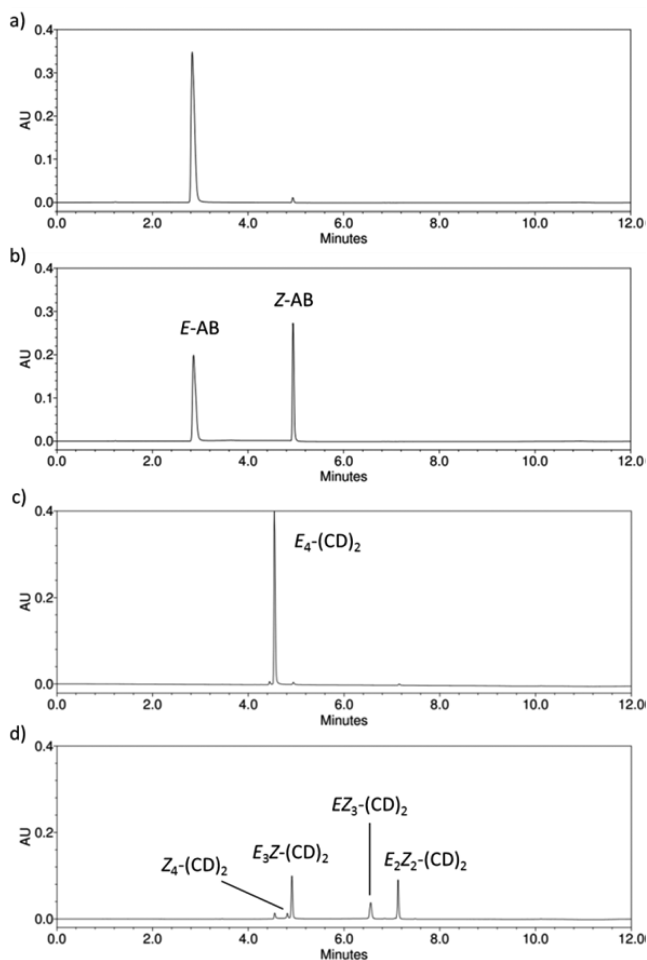 a)
0.4
0.3
0.2
0.1
0.0
AU
0.0 2.0 4.0 6.0 8.0 10.0 12.0
Minutes
b)
0.4
0.3
0.2
0.1
0.0
AU
E-AB
Z-AB
0.0 2.0 4.0 6.0 8.0 10.0 12.0
Minutes
c)
0.4
0.2
0.0
AU
E₄-(CD)₂
0.0 2.0 4.0 6.0 8.0 10.0 12.0
Minutes
d)
0.4
0.2
0.0
AU
Z₄-(CD)₂
E₃Z-(CD)₂
EZ₃-(CD)₂
E₂Z₂-(CD)₂
0.0 2.0 4.0 6.0 8.0 10.0 12.0
Minutes